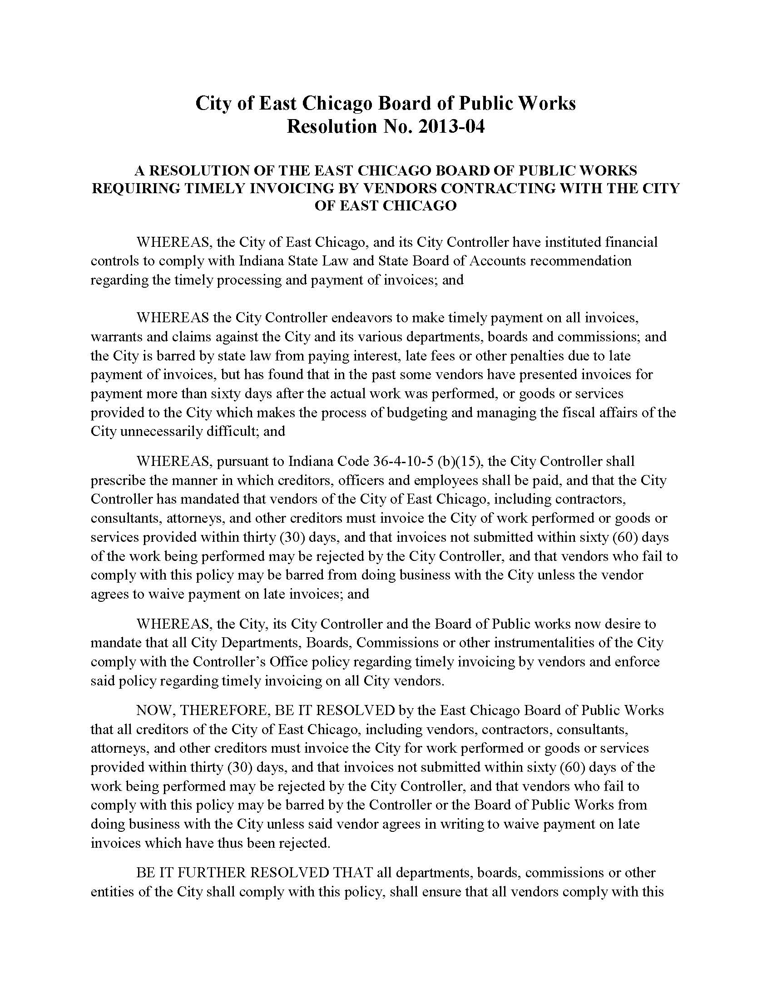 City of East Chicago Board of Public Works
Resolution No. 2013-04
A RESOLUTION OF THE EAST CHICAGO BOARD OF PUBLIC WORKS
REQUIRING TIMELY INVOICING BY VENDORS CONTRACTING WITH THE CITY
OF EAST CHICAGO
WHEREAS, the City of East Chicago, and its City Controller have instituted financial
controls to comply with Indiana State Law and State Board of Accounts recommendation
regarding the timely processing and payment of invoices; and
WHEREAS the City Controller endeavors to make timely payment on all invoices,
warrants and claims against the City and its various departments, boards and commissions; and
the City is barred by state law from paying interest, late fees or other penalties due to late
payment of invoices, but has found that in the past some vendors have presented invoices for
payment more than sixty days after the actual work was performed, or goods or services
provided to the City which makes the process of budgeting and managing the fiscal affairs of the
City unnecessarily difficult; and
WHEREAS, pursuant to Indiana Code 36-4-10-5 (b)(15), the City Controller shall
prescribe the manner in which creditors, officers and employees shall be paid, and that the City
Controller has mandated that vendors of the City of East Chicago, including contractors,
consultants, attorneys, and other creditors must invoice the City of work performed or goods or
services provided within thirty (30) days, and that invoices not submitted within sixty (60) days
of the work being performed may be rejected by the City Controller, and that vendors who fail to
comply with this policy may be barred from doing business with the City unless the vendor
agrees to waive payment on late invoices; and
WHEREAS, the City, its City Controller and the Board of Public works now desire to
mandate that all City Departments, Boards, Commissions or other instrumentalities of the City
comply with the Controller’s Office policy regarding timely invoicing by vendors and enforce
said policy regarding timely invoicing on all City vendors.
NOW, THEREFORE, BE IT RESOLVED by the East Chicago Board of Public Works
that all creditors of the City of East Chicago, including vendors, contractors, consultants,
attorneys, and other creditors must invoice the City for work performed or goods or services
provided within thirty (30) days, and that invoices not submitted within sixty (60) days of the
work being performed may be rejected by the City Controller, and that vendors who fail to
comply with this policy may be barred by the Controller or the Board of Public Works from
doing business with the City unless said vendor agrees in writing to waive payment on late
invoices which have thus been rejected.
BE IT FURTHER RESOLVED THAT all departments, boards, commissions or other
entities of the City shall comply with this policy, shall ensure that all vendors comply with this